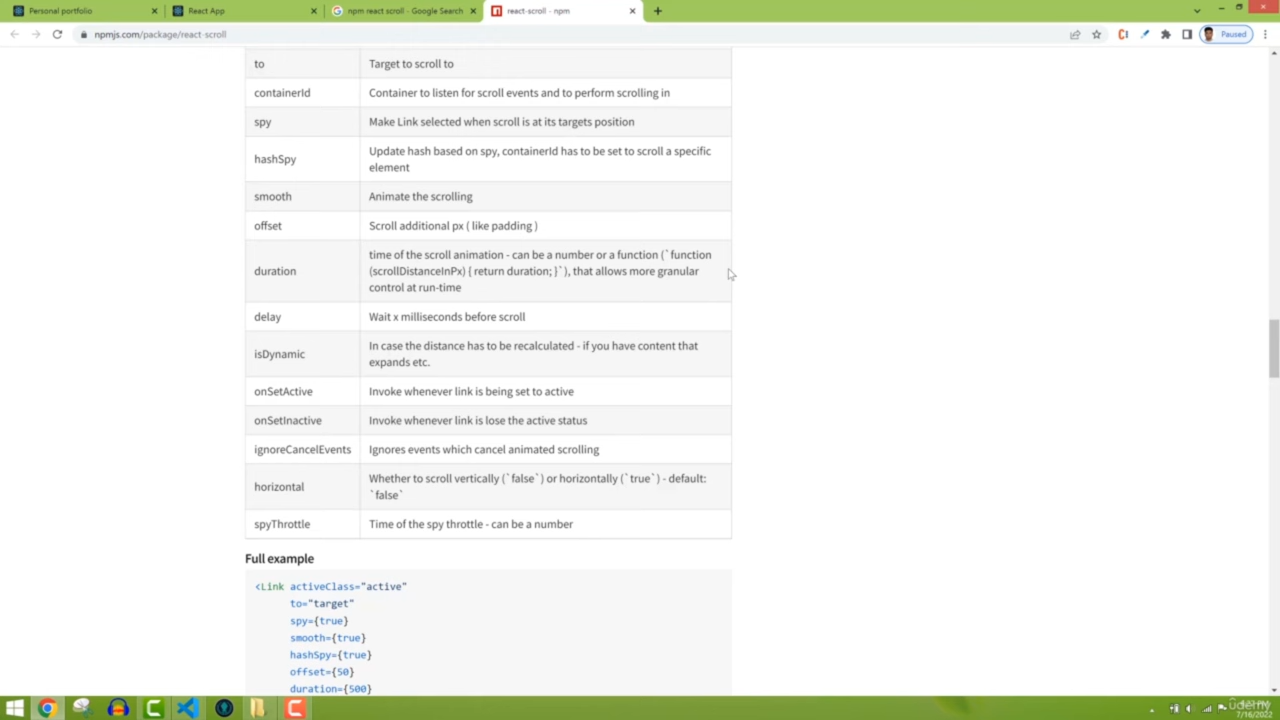 Personal portfolio
React App
npm react scroll - Google Search
react-scroll - npm
npmjs.com/package/react-scroll
Paused
to Target to scroll to
containerId Container to listen for scroll events and to perform scrolling in
spy Make Link selected when scroll is at its targets position
hashSpy Update hash based on spy, containerId has to be set to scroll a specific
element
smooth Animate the scrolling
offset Scroll additional px ( like padding )
duration time of the scroll animation - can be a number or a function (`function
(scrollDistanceInPx) { return duration; }`), that allows more granular
control at run-time
delay Wait x milliseconds before scroll
isDynamic In case the distance has to be recalculated - if you have content that
expands etc.
onSetActive Invoke whenever link is being set to active
onSetInactive Invoke whenever link is lose the active status
ignoreCancelEvents Ignores events which cancel animated scrolling
horizontal Whether to scroll vertically (`false`) or horizontally (`true`) - default:
`false`
spyThrottle Time of the spy throttle - can be a number
Full example
<Link activeClass="active"
to="target"
spy={true}
smooth={true}
hashSpy={true}
offset={50}
duration={500}
udemy
7/16/2022